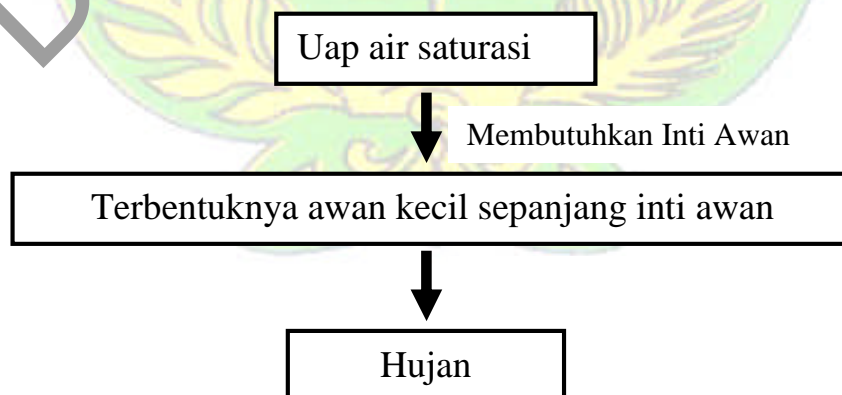 Uap air saturasi
Membutuhkan Inti Awan
Terbentuknya awan kecil sepanjang inti awan
Hujan